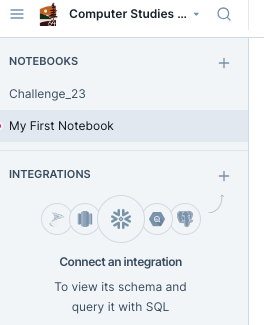 Computer Studies ...
NOTEBOOKS
Challenge_23
My First Notebook
INTEGRATIONS
Connect an integration
To view its schema and
query it with SQL